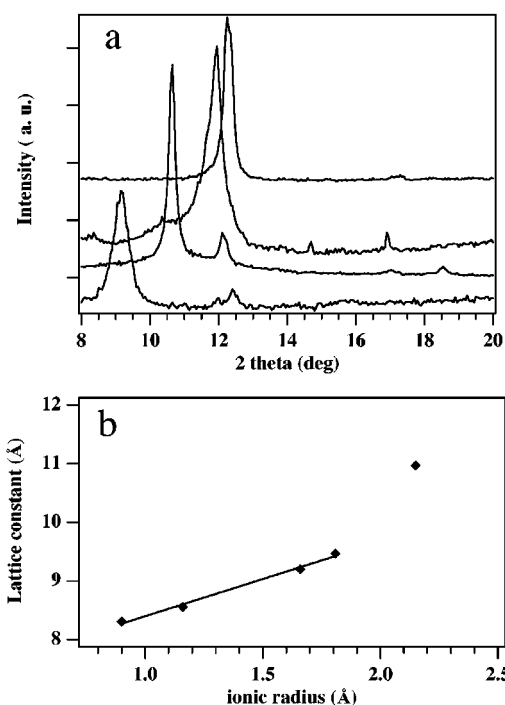 a
Intensity ( a. u.)
8 10 12 14 16 18 20
2 theta (deg)
b
Lattice constant (Å)
12
11
10
9
8
1.0 1.5 2.0 2.5
ionic radius (Å)